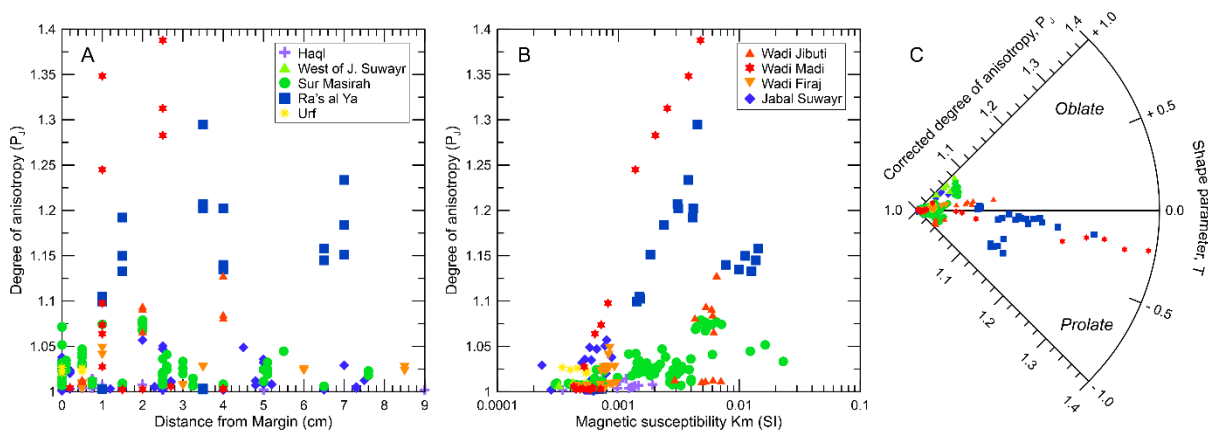 A
1.4
1.35
1.3
1.25
1.2
1.15
1.1
1.05
1
Degree of anisotropy (PJ)
0 1 2 3 4 5 6 7 8 9
Distance from Margin (cm)
Haql
West of J. Suwayr
Sur Masirah
Ra's al Ya
Urf
B
1.4
1.35
1.3
1.25
1.2
1.15
1.1
1.05
1
Degree of anisotropy (PJ)
0.0001 0.001 0.01 0.1
Magnetic susceptibility Km (SI)
Wadi Jibuti
Wadi Madi
Wadi Firaj
Jabal Suwayr
C
Corrected degree of anisotropy, PJ
1.0
1.1
1.2
1.3
1.4
+1.0
Oblate
+ 0.5
Shape parameter, T
0.0
- 0.5
Prolate
1.1
1.2
1.3
1.4
- 1.0